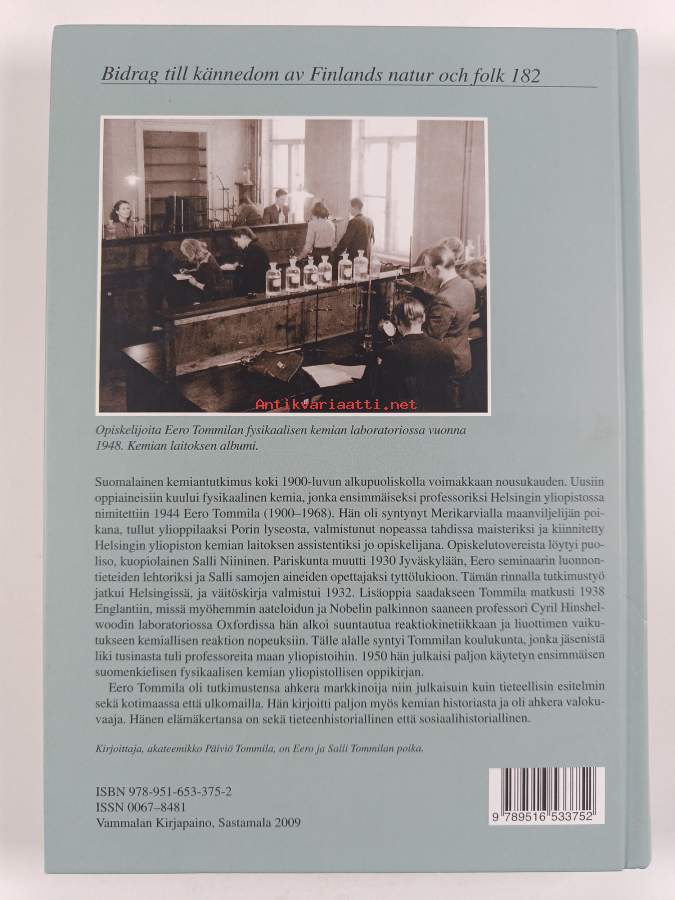 Bidrag till kännedom av Finlands natur och folk 182
Antikvariaatti.net
Opiskelijoita Eero Tommilan fysikaalisen kemian laboratoriossa vuonna
1948. Kemian laitoksen albumi.
Suomalainen kemiantutkimus koki 1900-luvun alkupuoliskolla voimakkaan nousukauden. Uusiin
oppiaineisiin kuului fysikaalinen kemia, jonka ensimmäiseksi professoriksi Helsingin yliopistossa
nimitettiin 1944 Eero Tommila (1900–1968). Hän oli syntynyt Merikarvialla maanviljelijän poi-
kana, tullut ylioppilaaksi Porin lyseosta, valmistunut nopeassa tahdissa maisteriksi ja kiinnitetty
Helsingin yliopiston kemian laitoksen assistentiksi jo opiskelijana. Opiskelutovereista löytyi puo-
liso, kuopiolainen Salli Niininen. Pariskunta muutti 1930 Jyväskylään, Eero seminaarin luonnon-
tieteiden lehtoriksi ja Salli samojen aineiden opettajaksi tyttölukioon. Tämän rinnalla tutkimustyö
jatkui Helsingissä, ja väitöskirja valmistui 1932. Lisäoppia saadakseen Tommila matkusti 1938
Englantiin, missä myöhemmin aateloidun ja Nobelin palkinnon saaneen professori Cyril Hinshel-
woodin laboratoriossa Oxfordissa hän alkoi suuntautua reaktiokinetiikkaan ja liuottimen vaiku-
tukseen kemiallisen reaktion nopeuksiin. Tälle alalle syntyi Tommilan koulukunta, jonka jäsenistä
liki tusinasta tuli professoreita maan yliopistoihin. 1950 hän julkaisi paljon käytetyn ensimmäisen
suomenkielisen fysikaalisen kemian yliopistollisen oppikirjan.
Eero Tommila oli tutkimustensa ahkera markkinoija niin julkaisuin kuin tieteellisin esitelmin
sekä kotimaassa että ulkomailla. Hän kirjoitti paljon myös kemian historiasta ja oli ahkera valoku-
vaaja. Hänen elämäkertansa on sekä tieteenhistoriallinen että sosiaalihistoriallinen.
Kirjoittaja, akateemikko Päiviö Tommila, on Eero ja Salli Tommilan poika.
ISBN 978-951-653-375-2
ISSN 0067–8481
Vammalan Kirjapaino, Sastamala 2009
9 789516 533752